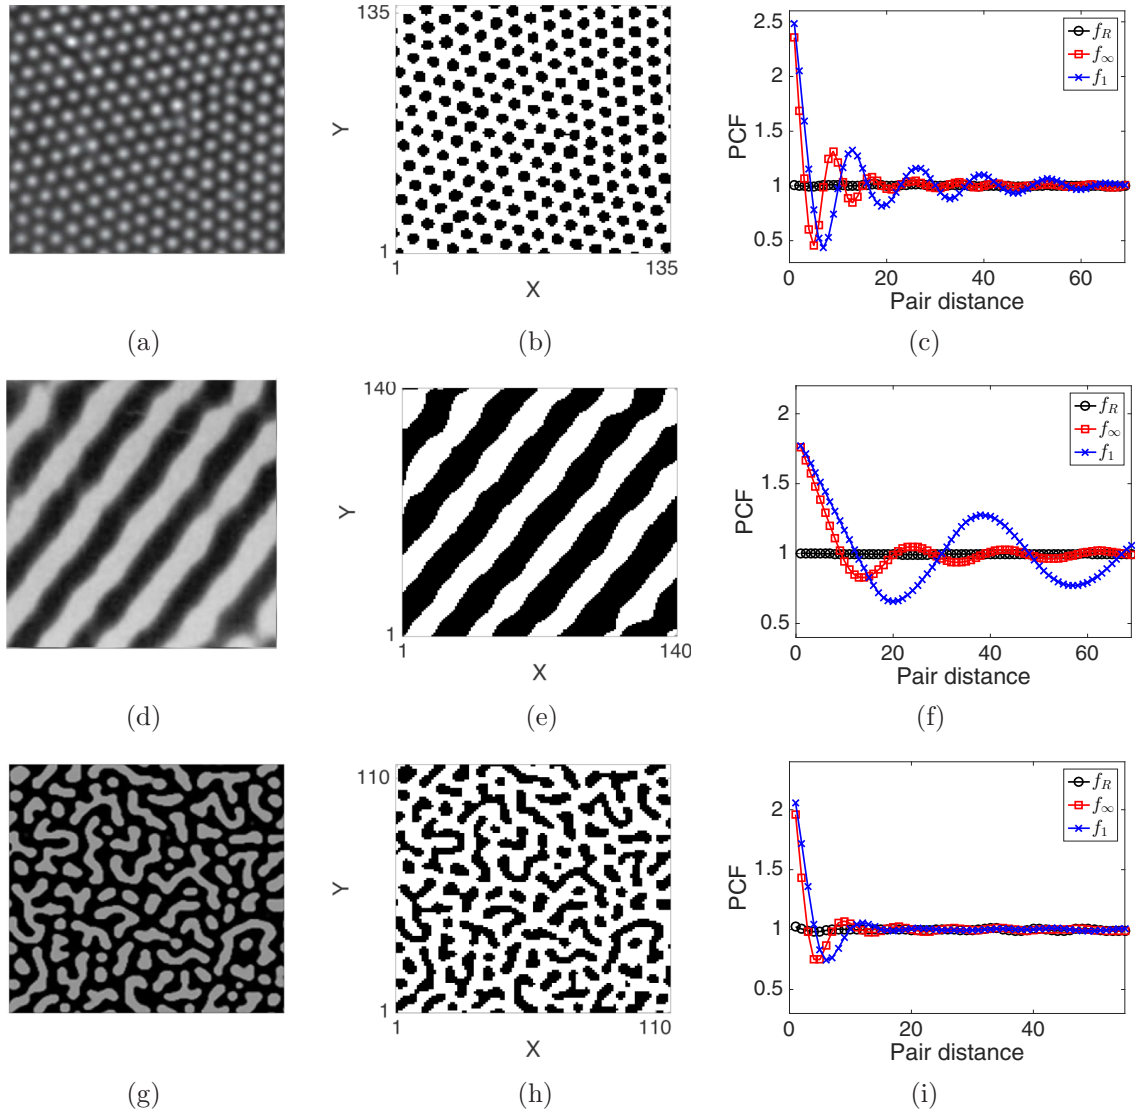 135
Y
1
1
135
X
2.5
2
1.5
1
0.5
PCF
0
20
40
60
Pair distance
f_R
f_∞
f_1
(a)
(b)
(c)
140
Y
1
1
140
X
2
1.5
1
0.5
PCF
0
20
40
60
Pair distance
f_R
f_∞
f_1
(d)
(e)
(f)
110
Y
1
1
110
X
2
1.5
1
0.5
PCF
0
20
40
Pair distance
f_R
f_∞
f_1
(g)
(h)
(i)